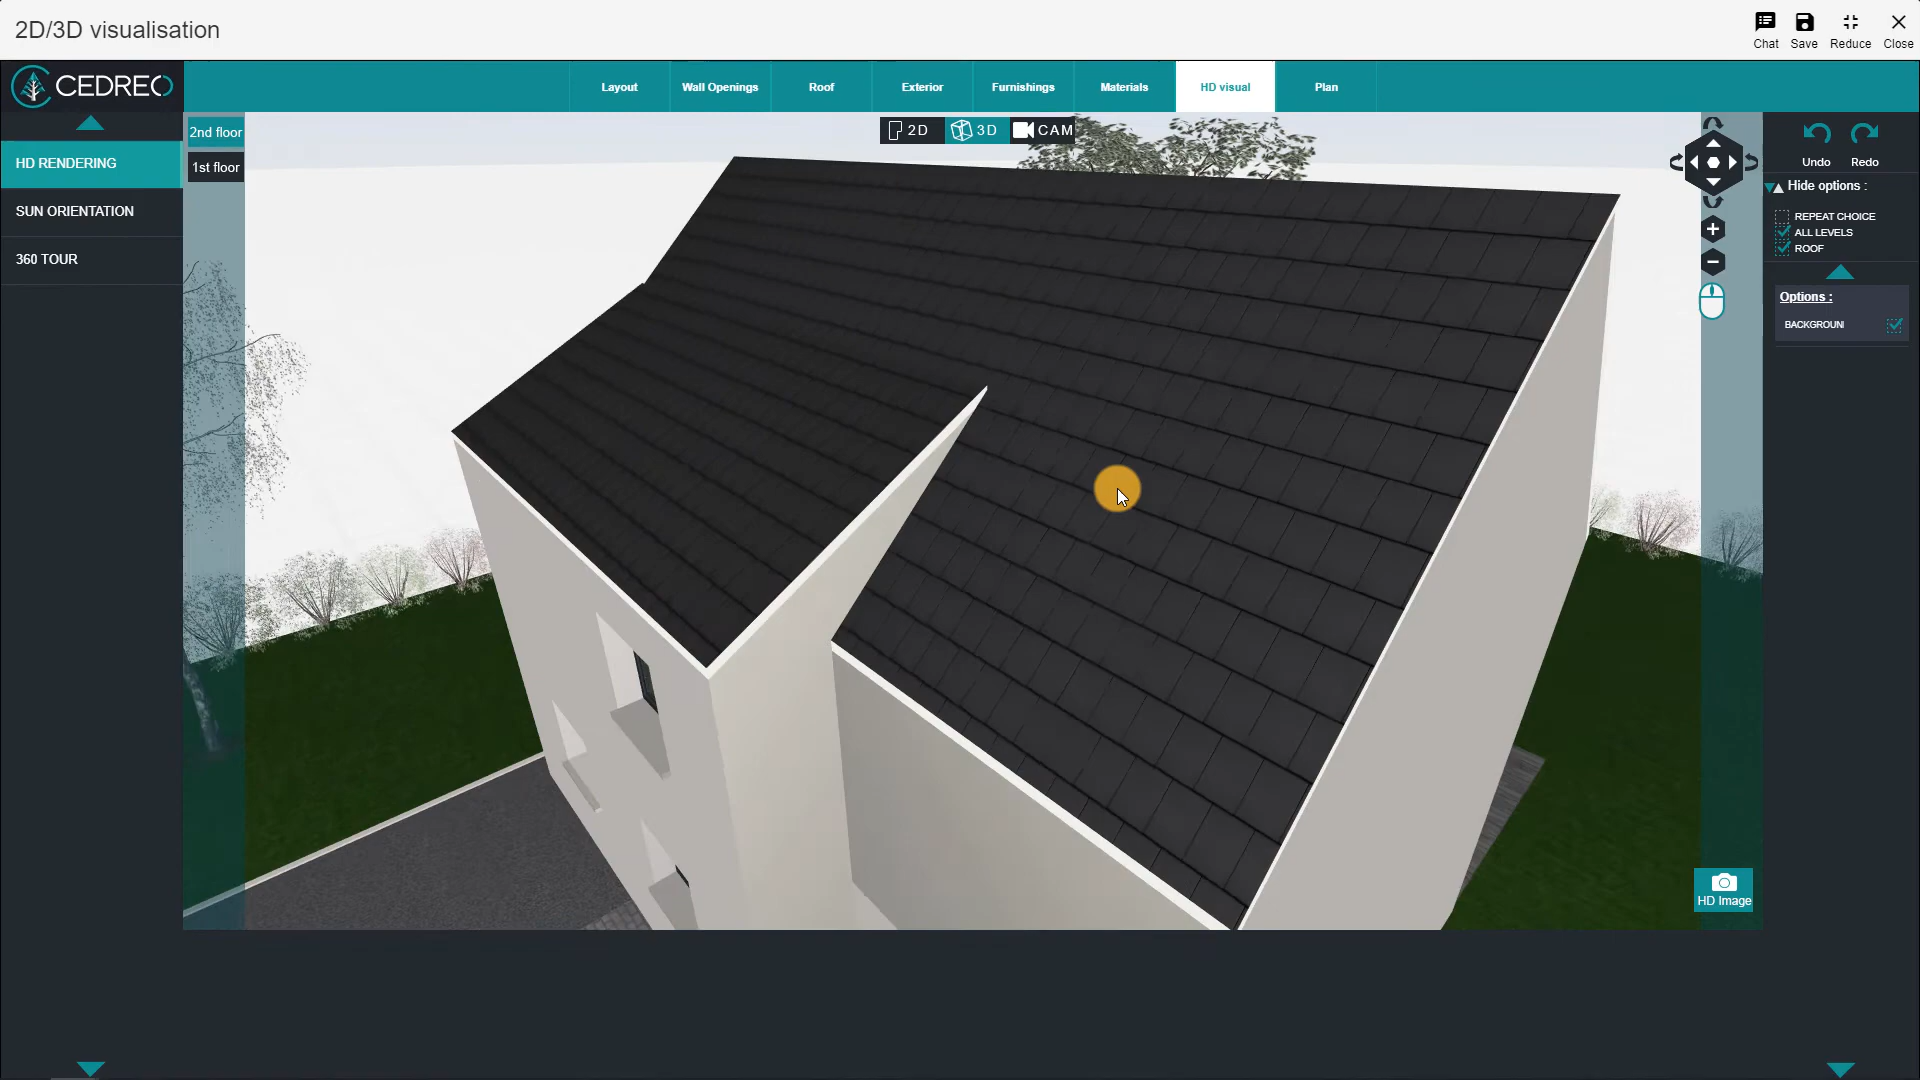 2D/3D visualisation
Chat
Save
Reduce
Close
CEDREO
Layout
Wall Openings
Roof
Exterior
Furnishings
Materials
HD visual
Plan
HD RENDERING
SUN ORIENTATION
360 TOUR
2nd floor
1st floor
2D
3D
CAM
Undo
Redo
Hide options :
REPEAT CHOICE
ALL LEVELS
ROOF
Options :
BACKGROUN
HD Image